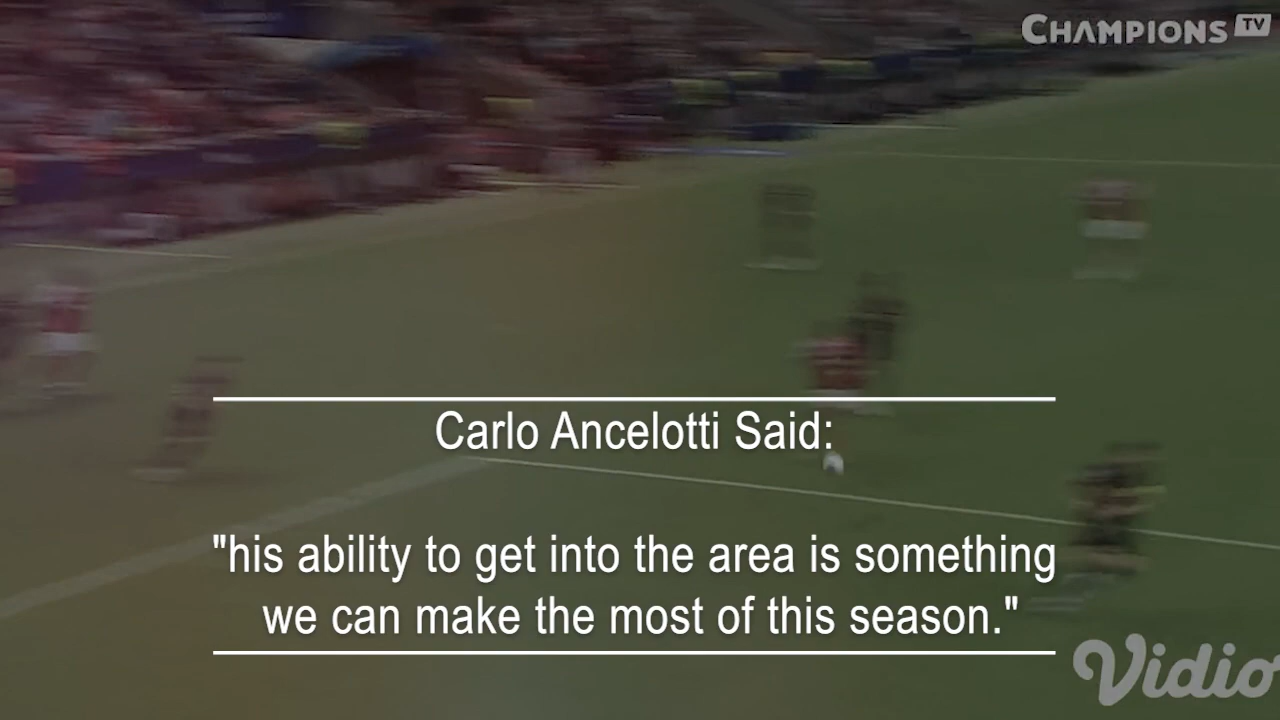 CHAMPIONS TV
Carlo Ancelotti Said:
"his ability to get into the area is something
we can make the most of this season."
Vidio